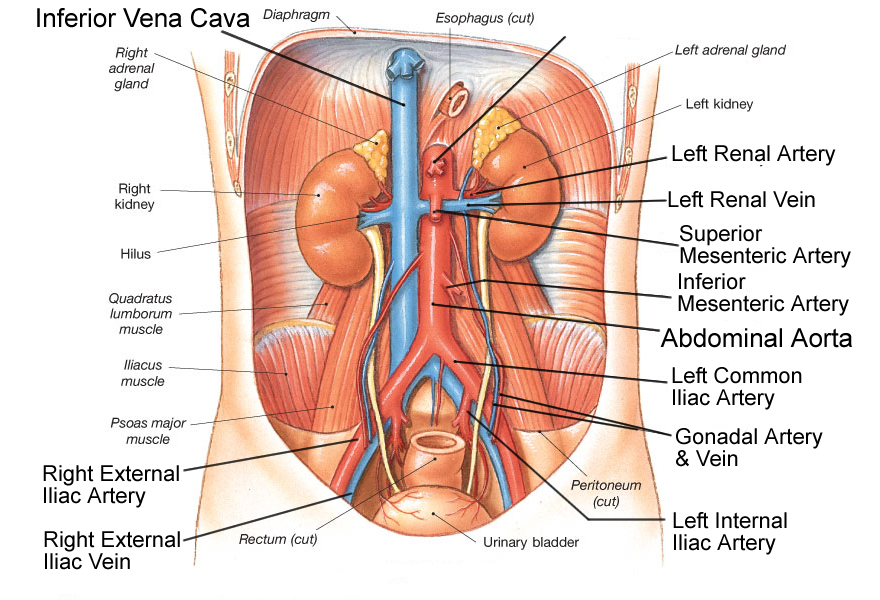 Inferior Vena Cava
Diaphragm
Esophagus (cut)
Right
adrenal
gland
Left adrenal gland
Left kidney
Left Renal Artery
Right
kidney
Left Renal Vein
Hilus
Superior
Mesenteric Artery
Inferior
Mesenteric Artery
Quadratus
lumborum
muscle
Abdominal Aorta
Iliacus
muscle
Left Common
Iliac Artery
Psoas major
muscle
Gonadal Artery
& Vein
Right External
Iliac Artery
Peritoneum
(cut)
Right External
Iliac Vein
Rectum (cut)
Urinary bladder
Left Internal
Iliac Artery